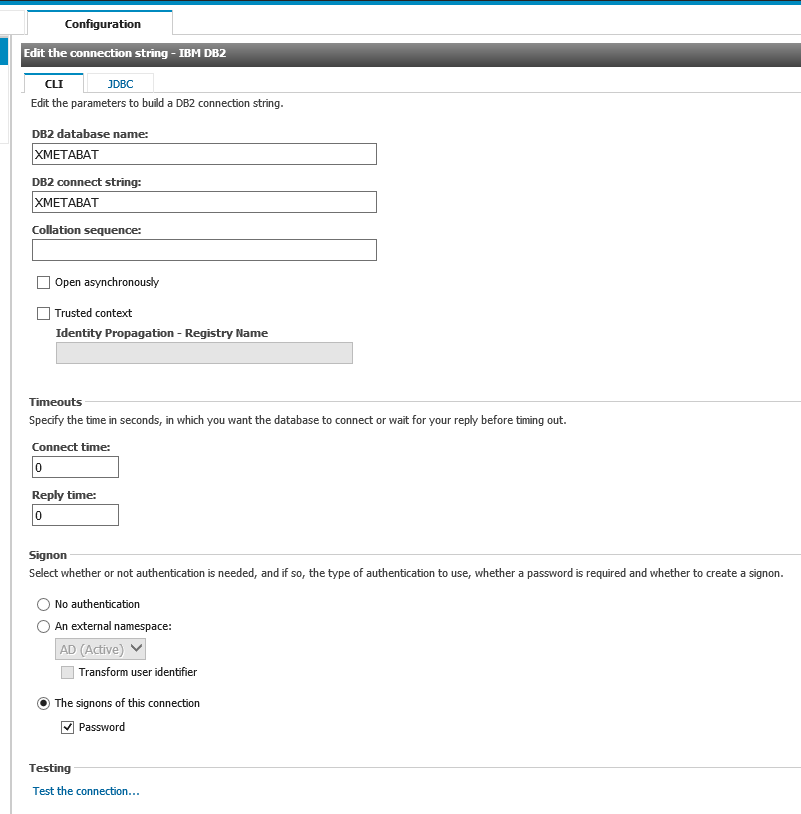 Configuration
Edit the connection string - IBM DB2
CLI JDBC
Edit the parameters to build a DB2 connection string.
DB2 database name:
XMETABAT
DB2 connect string:
XMETABAT
Collation sequence:
Open asynchronously
Trusted context
Identity Propagation - Registry Name
Timeouts
Specify the time in seconds, in which you want the database to connect or wait for your reply before timing out.
Connect time:
0
Reply time:
0
Signon
Select whether or not authentication is needed, and if so, the type of authentication to use, whether a password is required and whether to create a signon.
No authentication
An external namespace:
AD (Active)
Transform user identifier
The signons of this connection
Password
Testing
Test the connection...